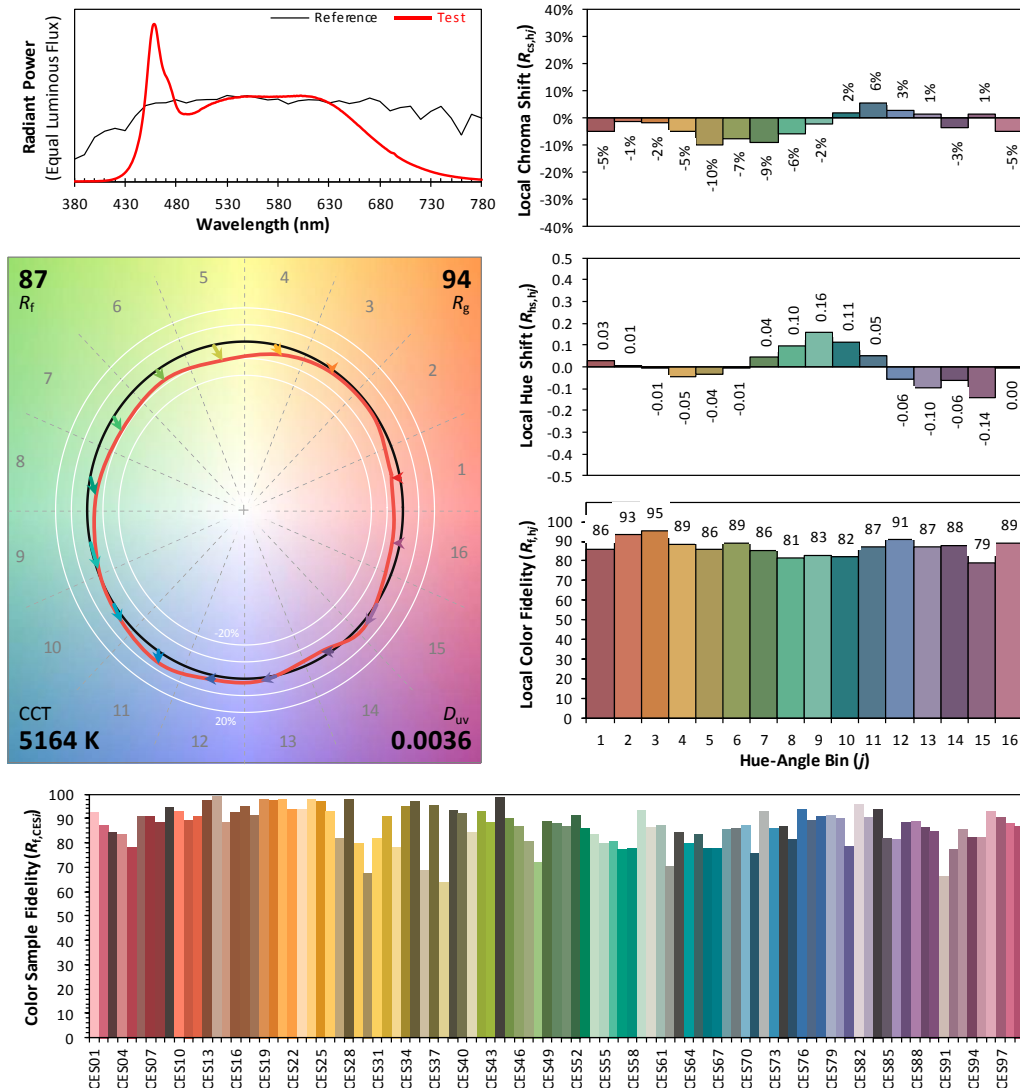 Reference
Test
Radiant Power
(Equal Luminous Flux)
380 430 480 530 580 630 680 730 780
Wavelength (nm)
Local Chroma Shift (Rcs,hj)
40%
30%
20%
10%
0%
-10%
-20%
-30%
-40%
-5% -1% -2% -5% -10% -7% -9% -6% -2% 2% 6% 3% 1% -3% 1% -5%
87
Rf
94
Rg
5 4
6 3
7 2
8 1
9 16
10 15
11 14
12 13
-20%
20%
CCT
5164 K
Duv
0.0036
Local Hue Shift (Rhs,hj)
0.5
0.4
0.3
0.2
0.1
0.0
-0.1
-0.2
-0.3
-0.4
-0.5
0.03 0.01 -0.01 -0.05 -0.04 -0.01 0.04 0.10 0.16 0.11 0.05 -0.06 -0.10 -0.06 -0.14 0.00
Local Color Fidelity (Rf,hj)
100
90
80
70
60
50
40
30
20
10
0
86 93 95 89 86 89 86 81 83 82 87 91 87 88 79 89
1 2 3 4 5 6 7 8 9 10 11 12 13 14 15 16
Hue-Angle Bin (j)
Color Sample Fidelity (Rf,CESi)
100
90
80
70
60
50
40
30
20
10
0
CES01 CES04 CES07 CES10 CES13 CES16 CES19 CES22 CES25 CES28 CES31 CES34 CES37 CES40 CES43 CES46 CES49 CES52 CES55 CES58 CES61 CES64 CES67 CES70 CES73 CES76 CES79 CES82 CES85 CES88 CES91 CES94 CES97